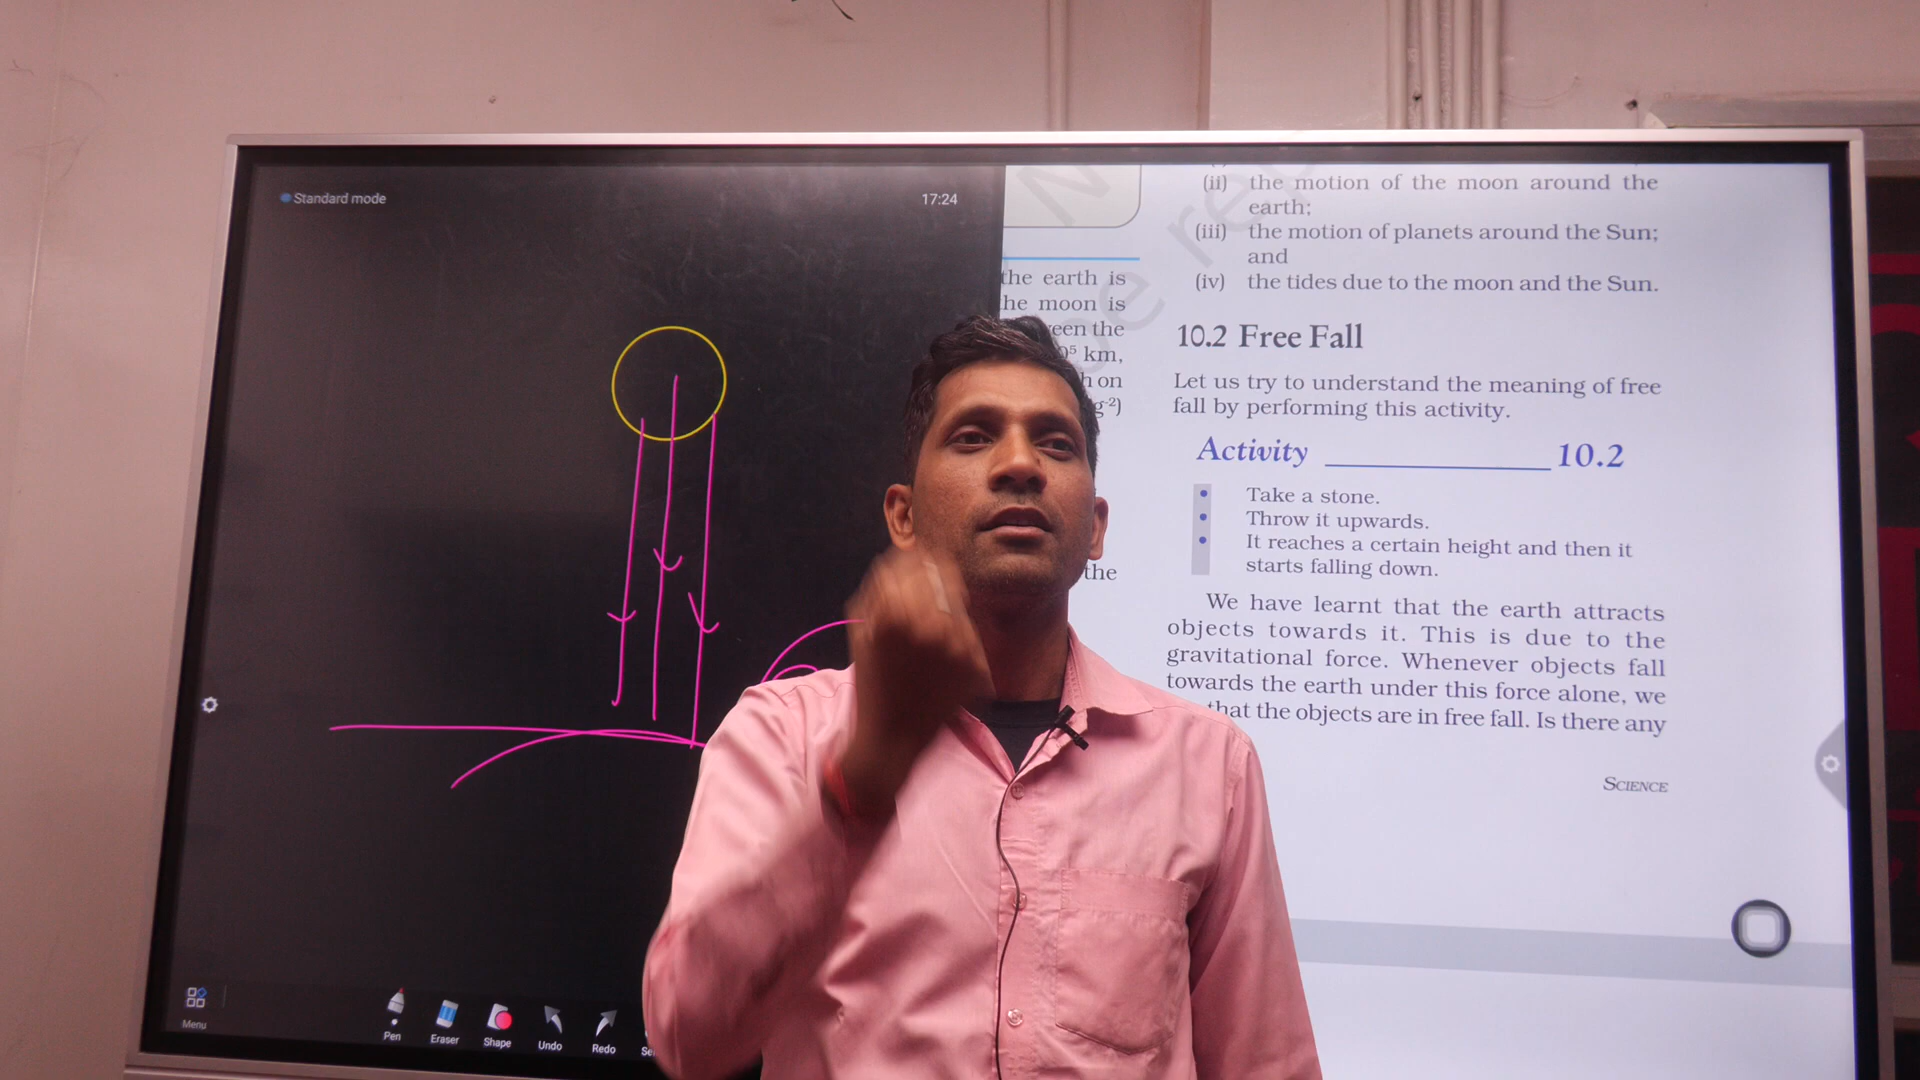 Standard mode
17:24
the earth is
the moon is
een the
km,
on
the
(ii) the motion of the moon around the
earth;
(iii) the motion of planets around the Sun;
and
(iv) the tides due to the moon and the Sun.
10.2 Free Fall
Let us try to understand the meaning of free
fall by performing this activity.
Activity 10.2
• Take a stone.
• Throw it upwards.
• It reaches a certain height and then it
starts falling down.
We have learnt that the earth attracts
objects towards it. This is due to the
gravitational force. Whenever objects fall
towards the earth under this force alone, we
that the objects are in free fall. Is there any
SCIENCE
Menu
Pen
Eraser
Shape
Undo
Redo